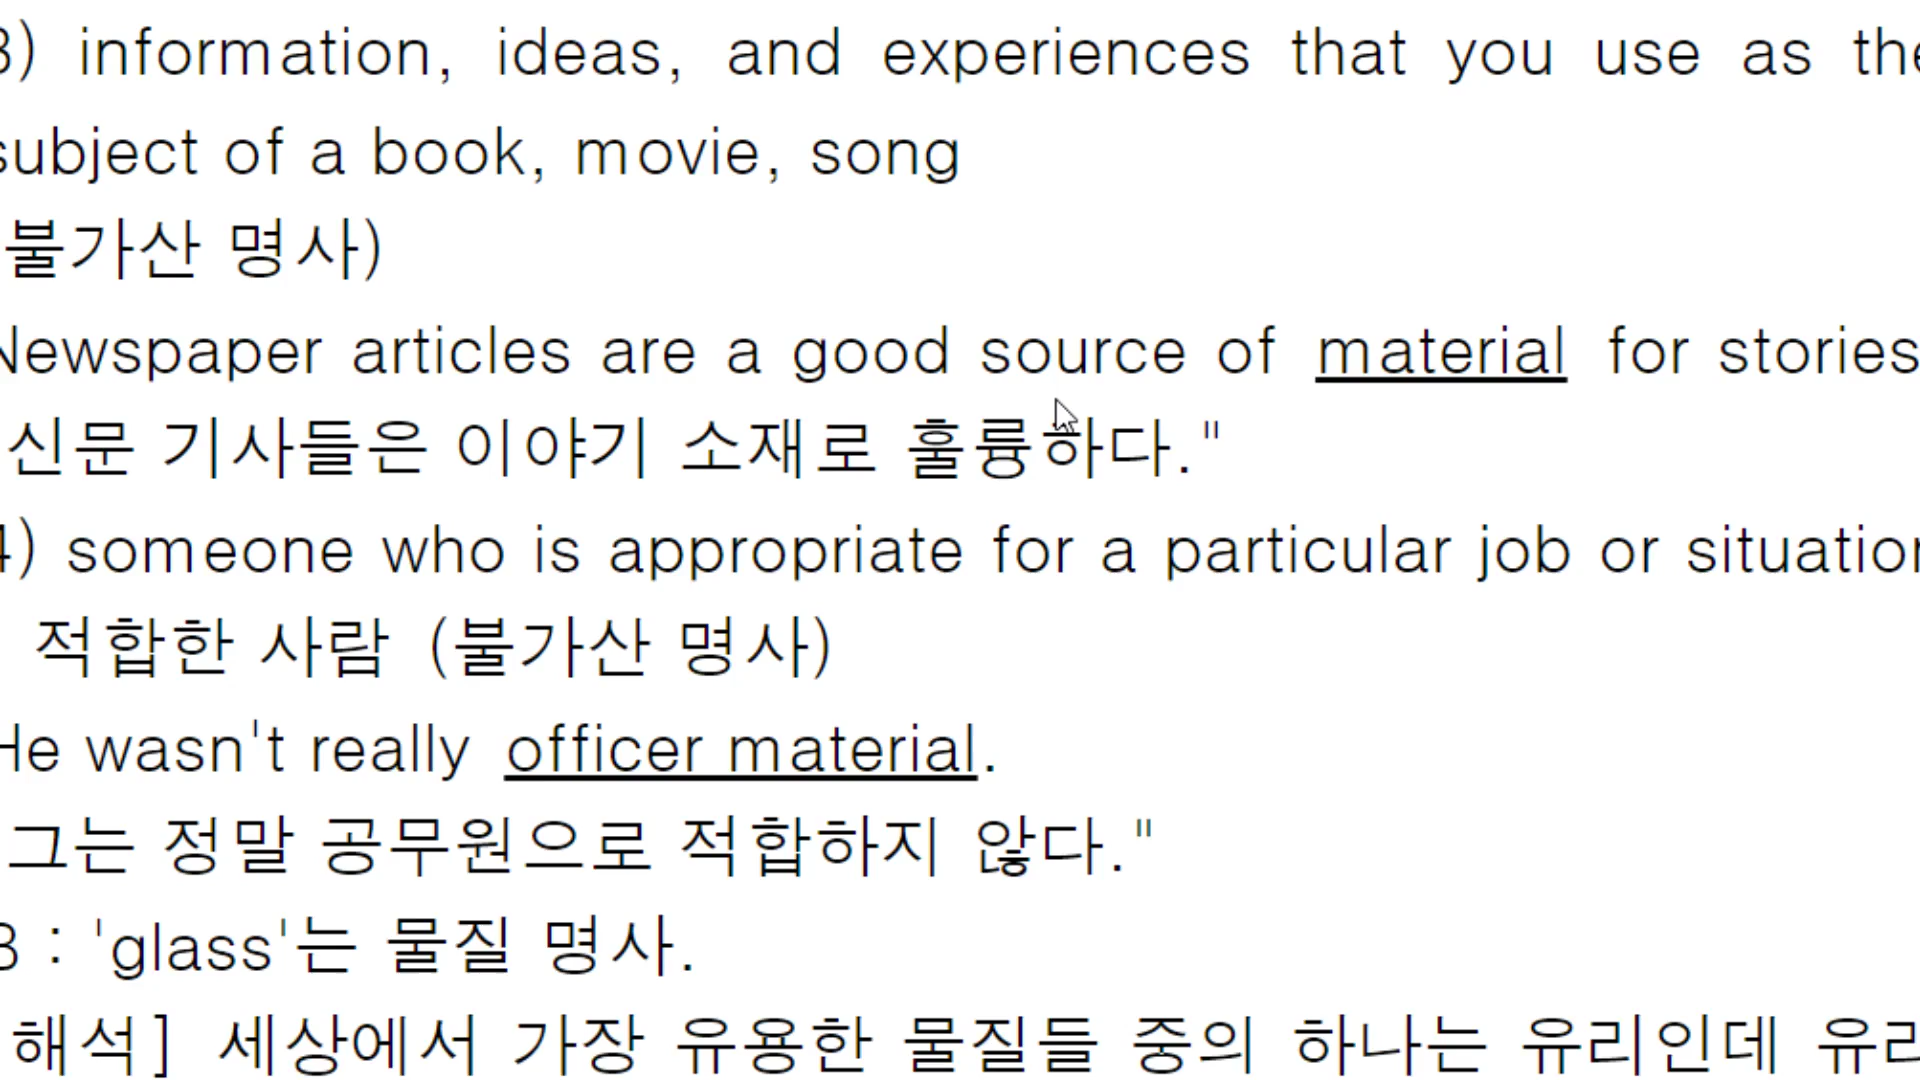 3) information, ideas, and experiences that you use as the
subject of a book, movie, song
불가산 명사)
Newspaper articles are a good source of material for stories
신문 기사들은 이야기 소재로 훌륭하다."
4) someone who is appropriate for a particular job or situation
적합한 사람 (불가산 명사)
He wasn't really officer material.
그는 정말 공무원으로 적합하지 않다."
3 : 'glass'는 물질 명사.
해석] 세상에서 가장 유용한 물질들 중의 하나는 유리인데 유리